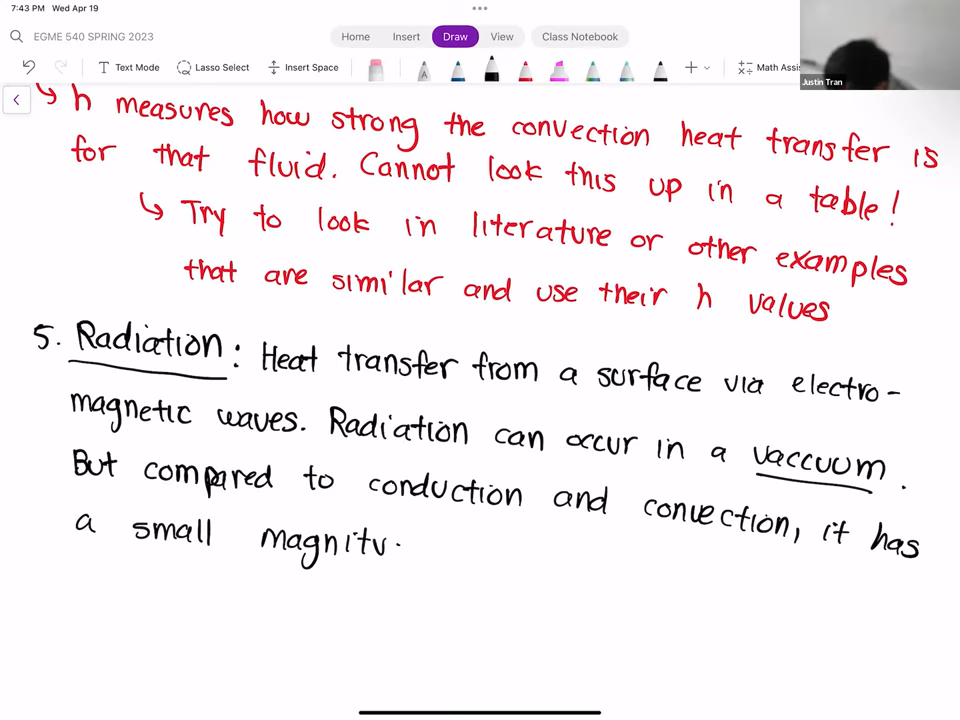 7:43 PM Wed Apr 19
EGME 540 SPRING 2023
Home Insert Draw View Class Notebook
Text Mode Lasso Select Insert Space Math Assis
Justin Tran
h measures how strong the convection heat transfer is
for that fluid. Cannot look this up in a table!
Try to look in literature or other examples
that are similar and use their h values
5. Radiation: Heat transfer from a surface via electro-
magnetic waves. Radiation can occur in a vaccuum.
But compared to conduction and convection, it has
a small magnitu